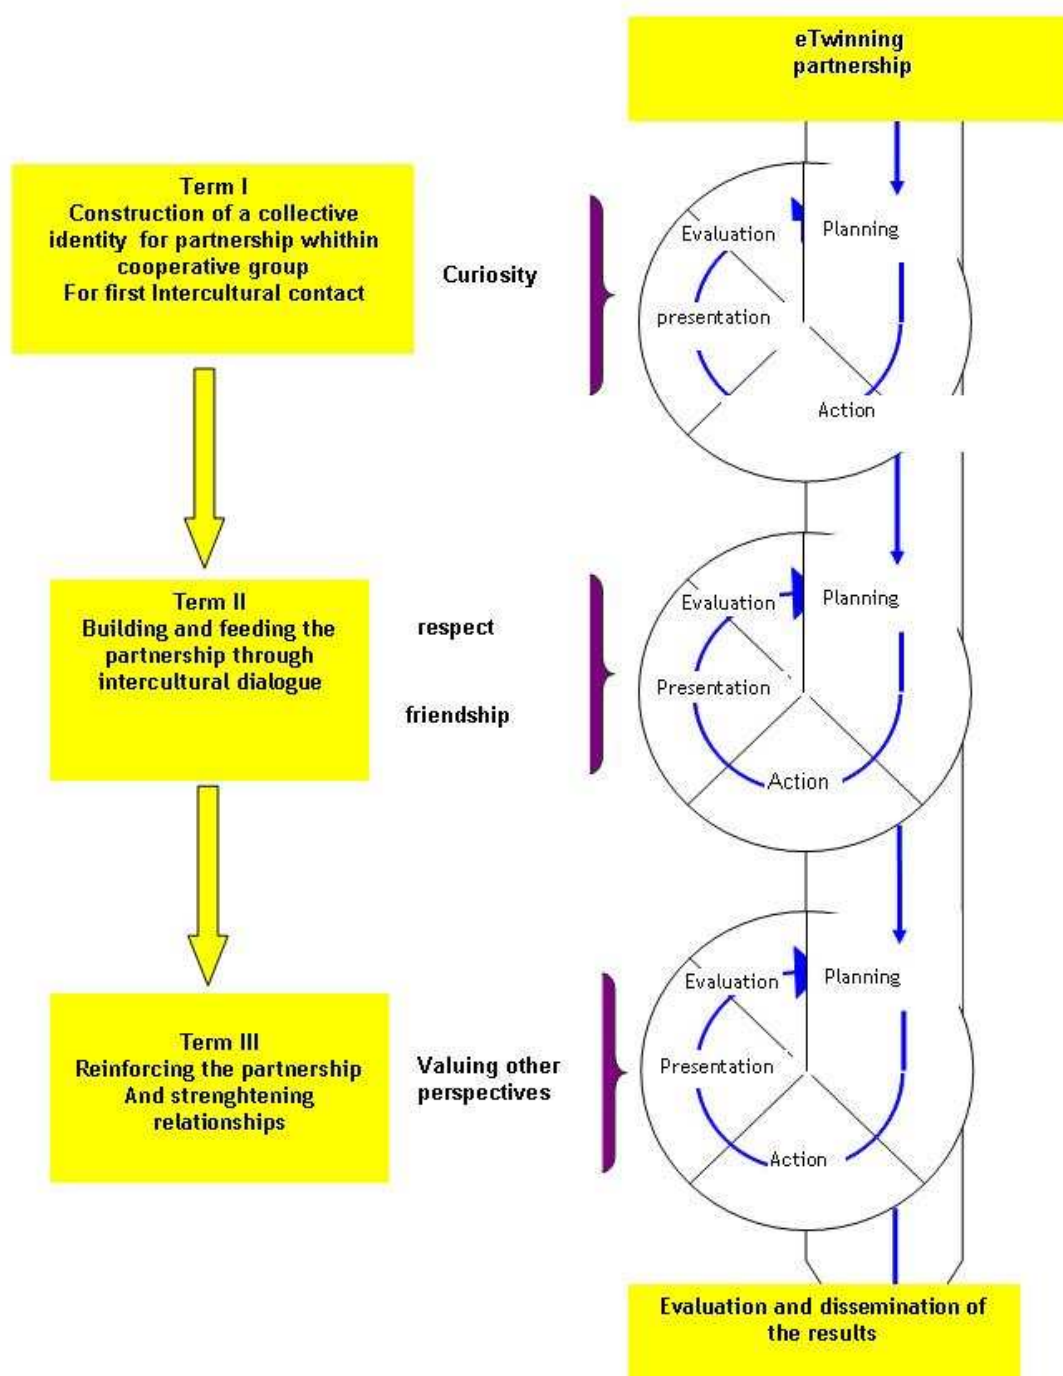 eTwinning
partnership
Term I
Construction of a collective
identity for partnership whithin
cooperative group
For first Intercultural contact
Curiosity
Evaluation
Planning
presentation
Action
Term II
Building and feeding the
partnership through
intercultural dialogue
respect
friendship
Evaluation
Planning
Presentation
Action
Term III
Reinforcing the partnership
And strenghtening
relationships
Valuing other
perspectives
Evaluation
Planning
Presentation
Action
Evaluation and dissemination of
the results